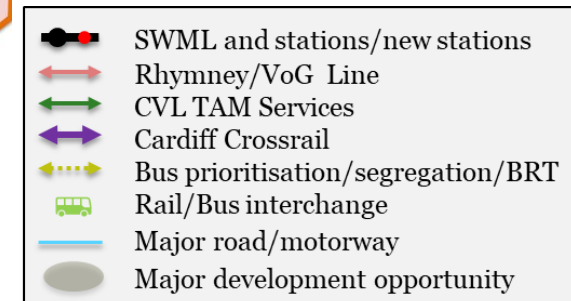 SWML and stations/new stations
Rhymney/VoG Line
CVL TAM Services
Cardiff Crossrail
Bus prioritisation/segregation/BRT
Rail/Bus interchange
Major road/motorway
Major development opportunity